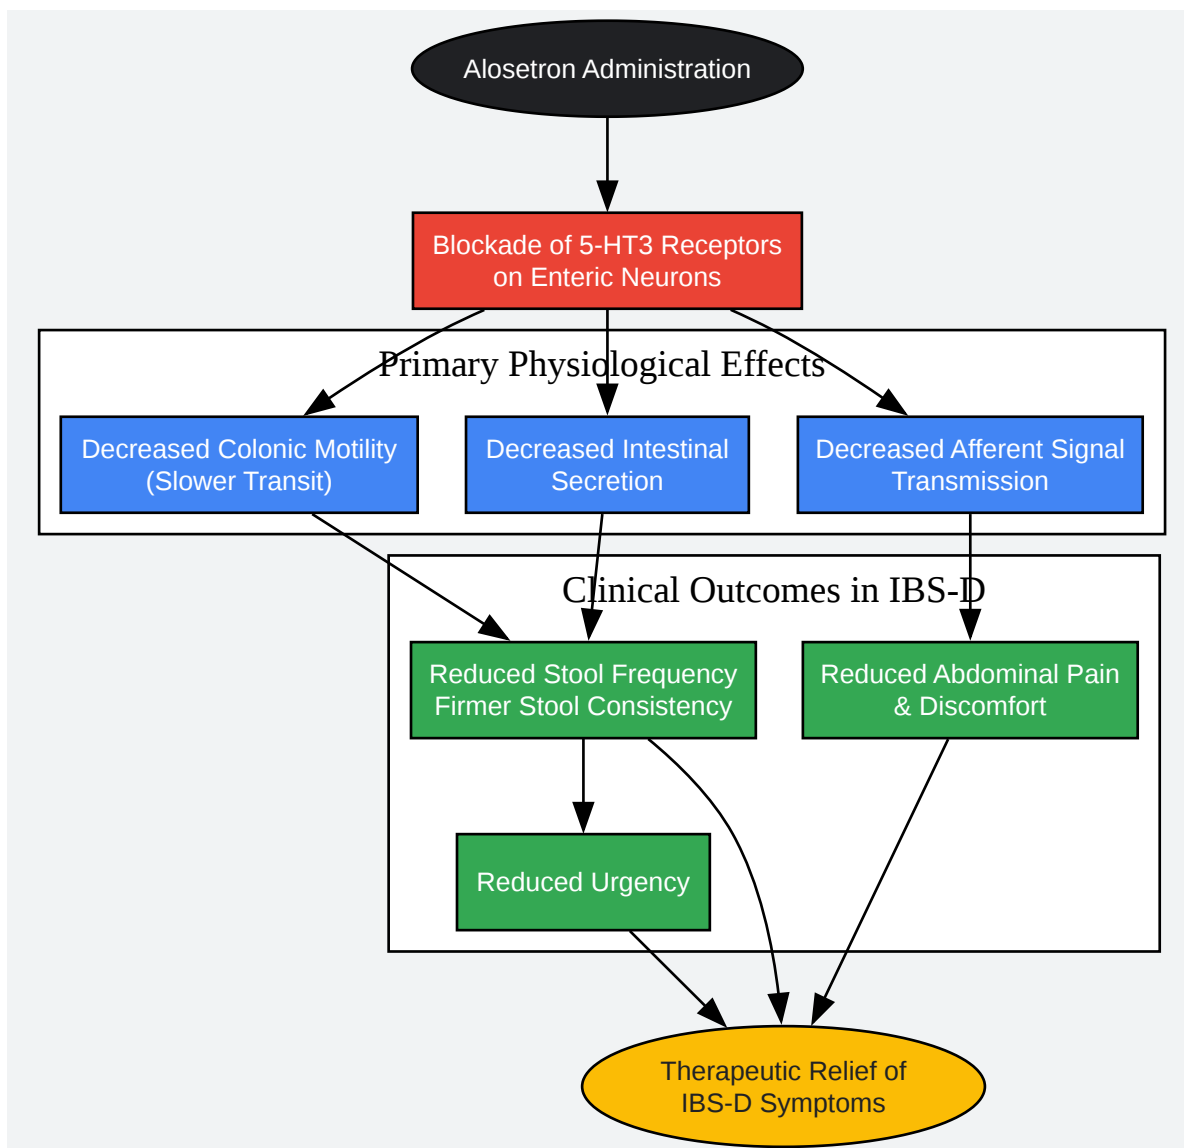 Alosetron Administration
Blockade of 5-HT3 Receptors
on Enteric Neurons
Primary Physiological Effects
Decreased Colonic Motility
(Slower Transit)
Decreased Intestinal
Secretion
Decreased Afferent Signal
Transmission
Clinical Outcomes in IBS-D
Reduced Stool Frequency
Firmer Stool Consistency
Reduced Abdominal Pain
& Discomfort
Reduced Urgency
Therapeutic Relief of
IBS-D Symptoms